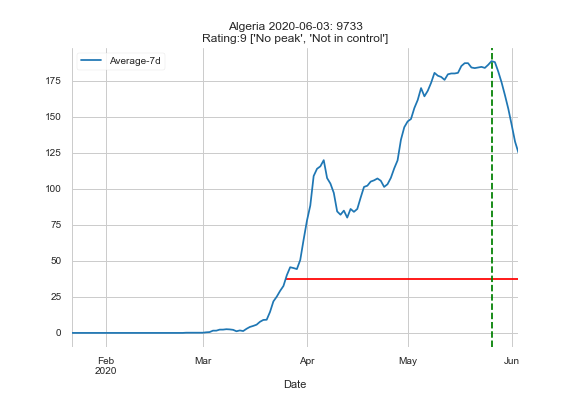 Algeria 2020-06-03: 9733
Rating:9 ['No peak', 'Not in control']
Average-7d
175
150
125
100
75
50
25
0
Feb
2020
Mar
Apr
May
Jun
Date